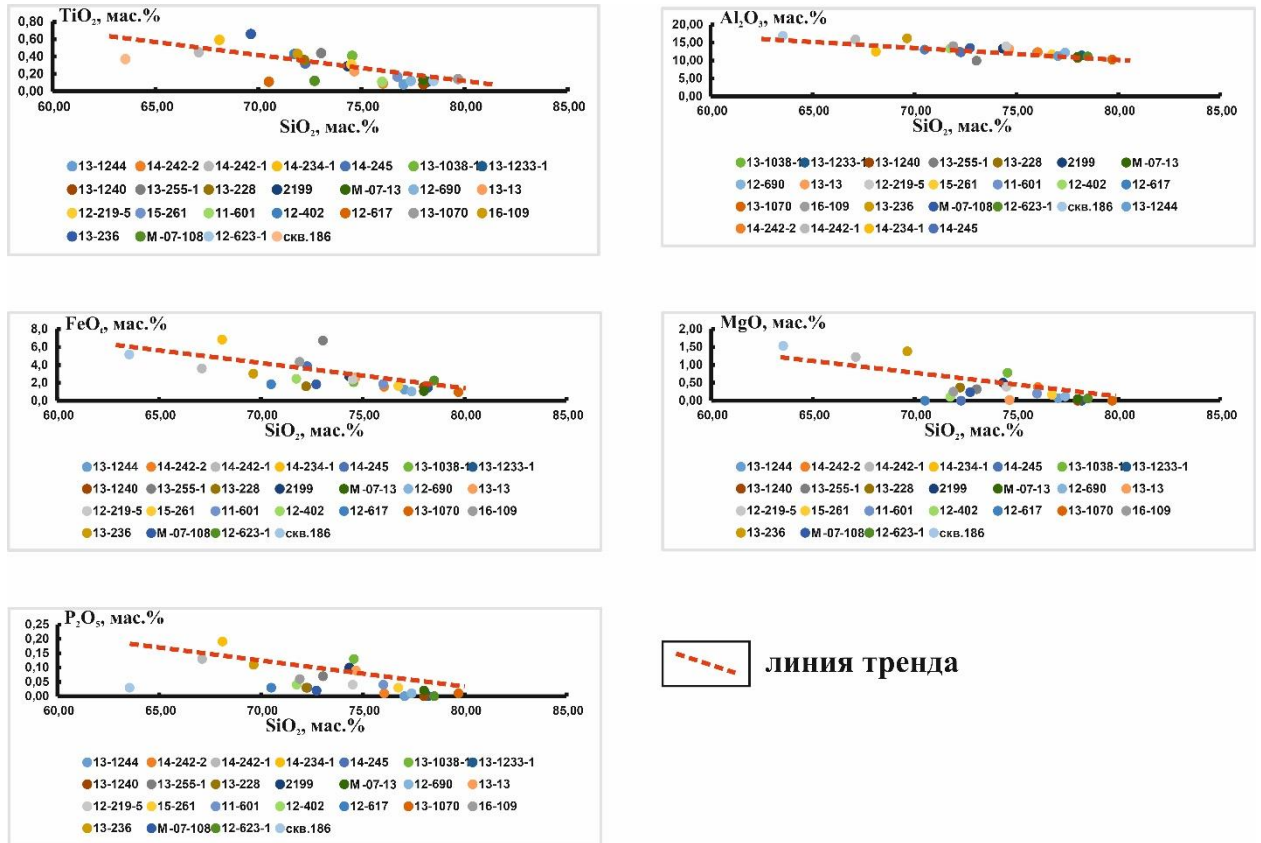 TiO₂, мас.%
0,80
0,60
0,40
0,20
0,00
60,00 65,00 70,00 75,00 80,00 85,00
SiO₂, мас.%
13-1244 14-242-2 14-242-1 14-234-1 14-245 13-1038-1 13-1233-1
13-1240 13-255-1 13-228 2199 М-07-13 12-690 13-13
12-219-5 15-261 11-601 12-402 12-617 13-1070 16-109
13-236 М-07-108 12-623-1 скв.186
Al₂O₃, мас.%
20,00
15,00
10,00
5,00
0,00
60,00 65,00 70,00 75,00 80,00 85,00
SiO₂, мас.%
13-1038-1 13-1233-1 13-1240 13-255-1 13-228 2199 М-07-13
12-690 13-13 12-219-5 15-261 11-601 12-402 12-617
13-1070 16-109 13-236 М-07-108 12-623-1 скв.186 13-1244
14-242-2 14-242-1 14-234-1 14-245
FeOₜ, мас.%
8,0
6,0
4,0
2,0
0,0
60,00 65,00 70,00 75,00 80,00 85,00
SiO₂, мас.%
13-1244 14-242-2 14-242-1 14-234-1 14-245 13-1038-1 13-1233-1
13-1240 13-255-1 13-228 2199 М-07-13 12-690 13-13
12-219-5 15-261 11-601 12-402 12-617 13-1070 16-109
13-236 М-07-108 12-623-1 скв.186
MgO, мас.%
2,00
1,50
1,00
0,50
0,00
60,00 65,00 70,00 75,00 80,00 85,00
SiO₂, мас.%
13-1244 14-242-2 14-242-1 14-234-1 14-245 13-1038-1 13-1233-1
13-1240 13-255-1 13-228 2199 М-07-13 12-690 13-13
12-219-5 15-261 11-601 12-402 12-617 13-1070 16-109
13-236 М-07-108 12-623-1 скв.186
P₂O₅, мас.%
0,25
0,20
0,15
0,10
0,05
0,00
60,00 65,00 70,00 75,00 80,00 85,00
SiO₂, мас.%
13-1244 14-242-2 14-242-1 14-234-1 14-245 13-1038-1 13-1233-1
13-1240 13-255-1 13-228 2199 М-07-13 12-690 13-13
12-219-5 15-261 11-601 12-402 12-617 13-1070 16-109
13-236 М-07-108 12-623-1 скв.186
линия тренда